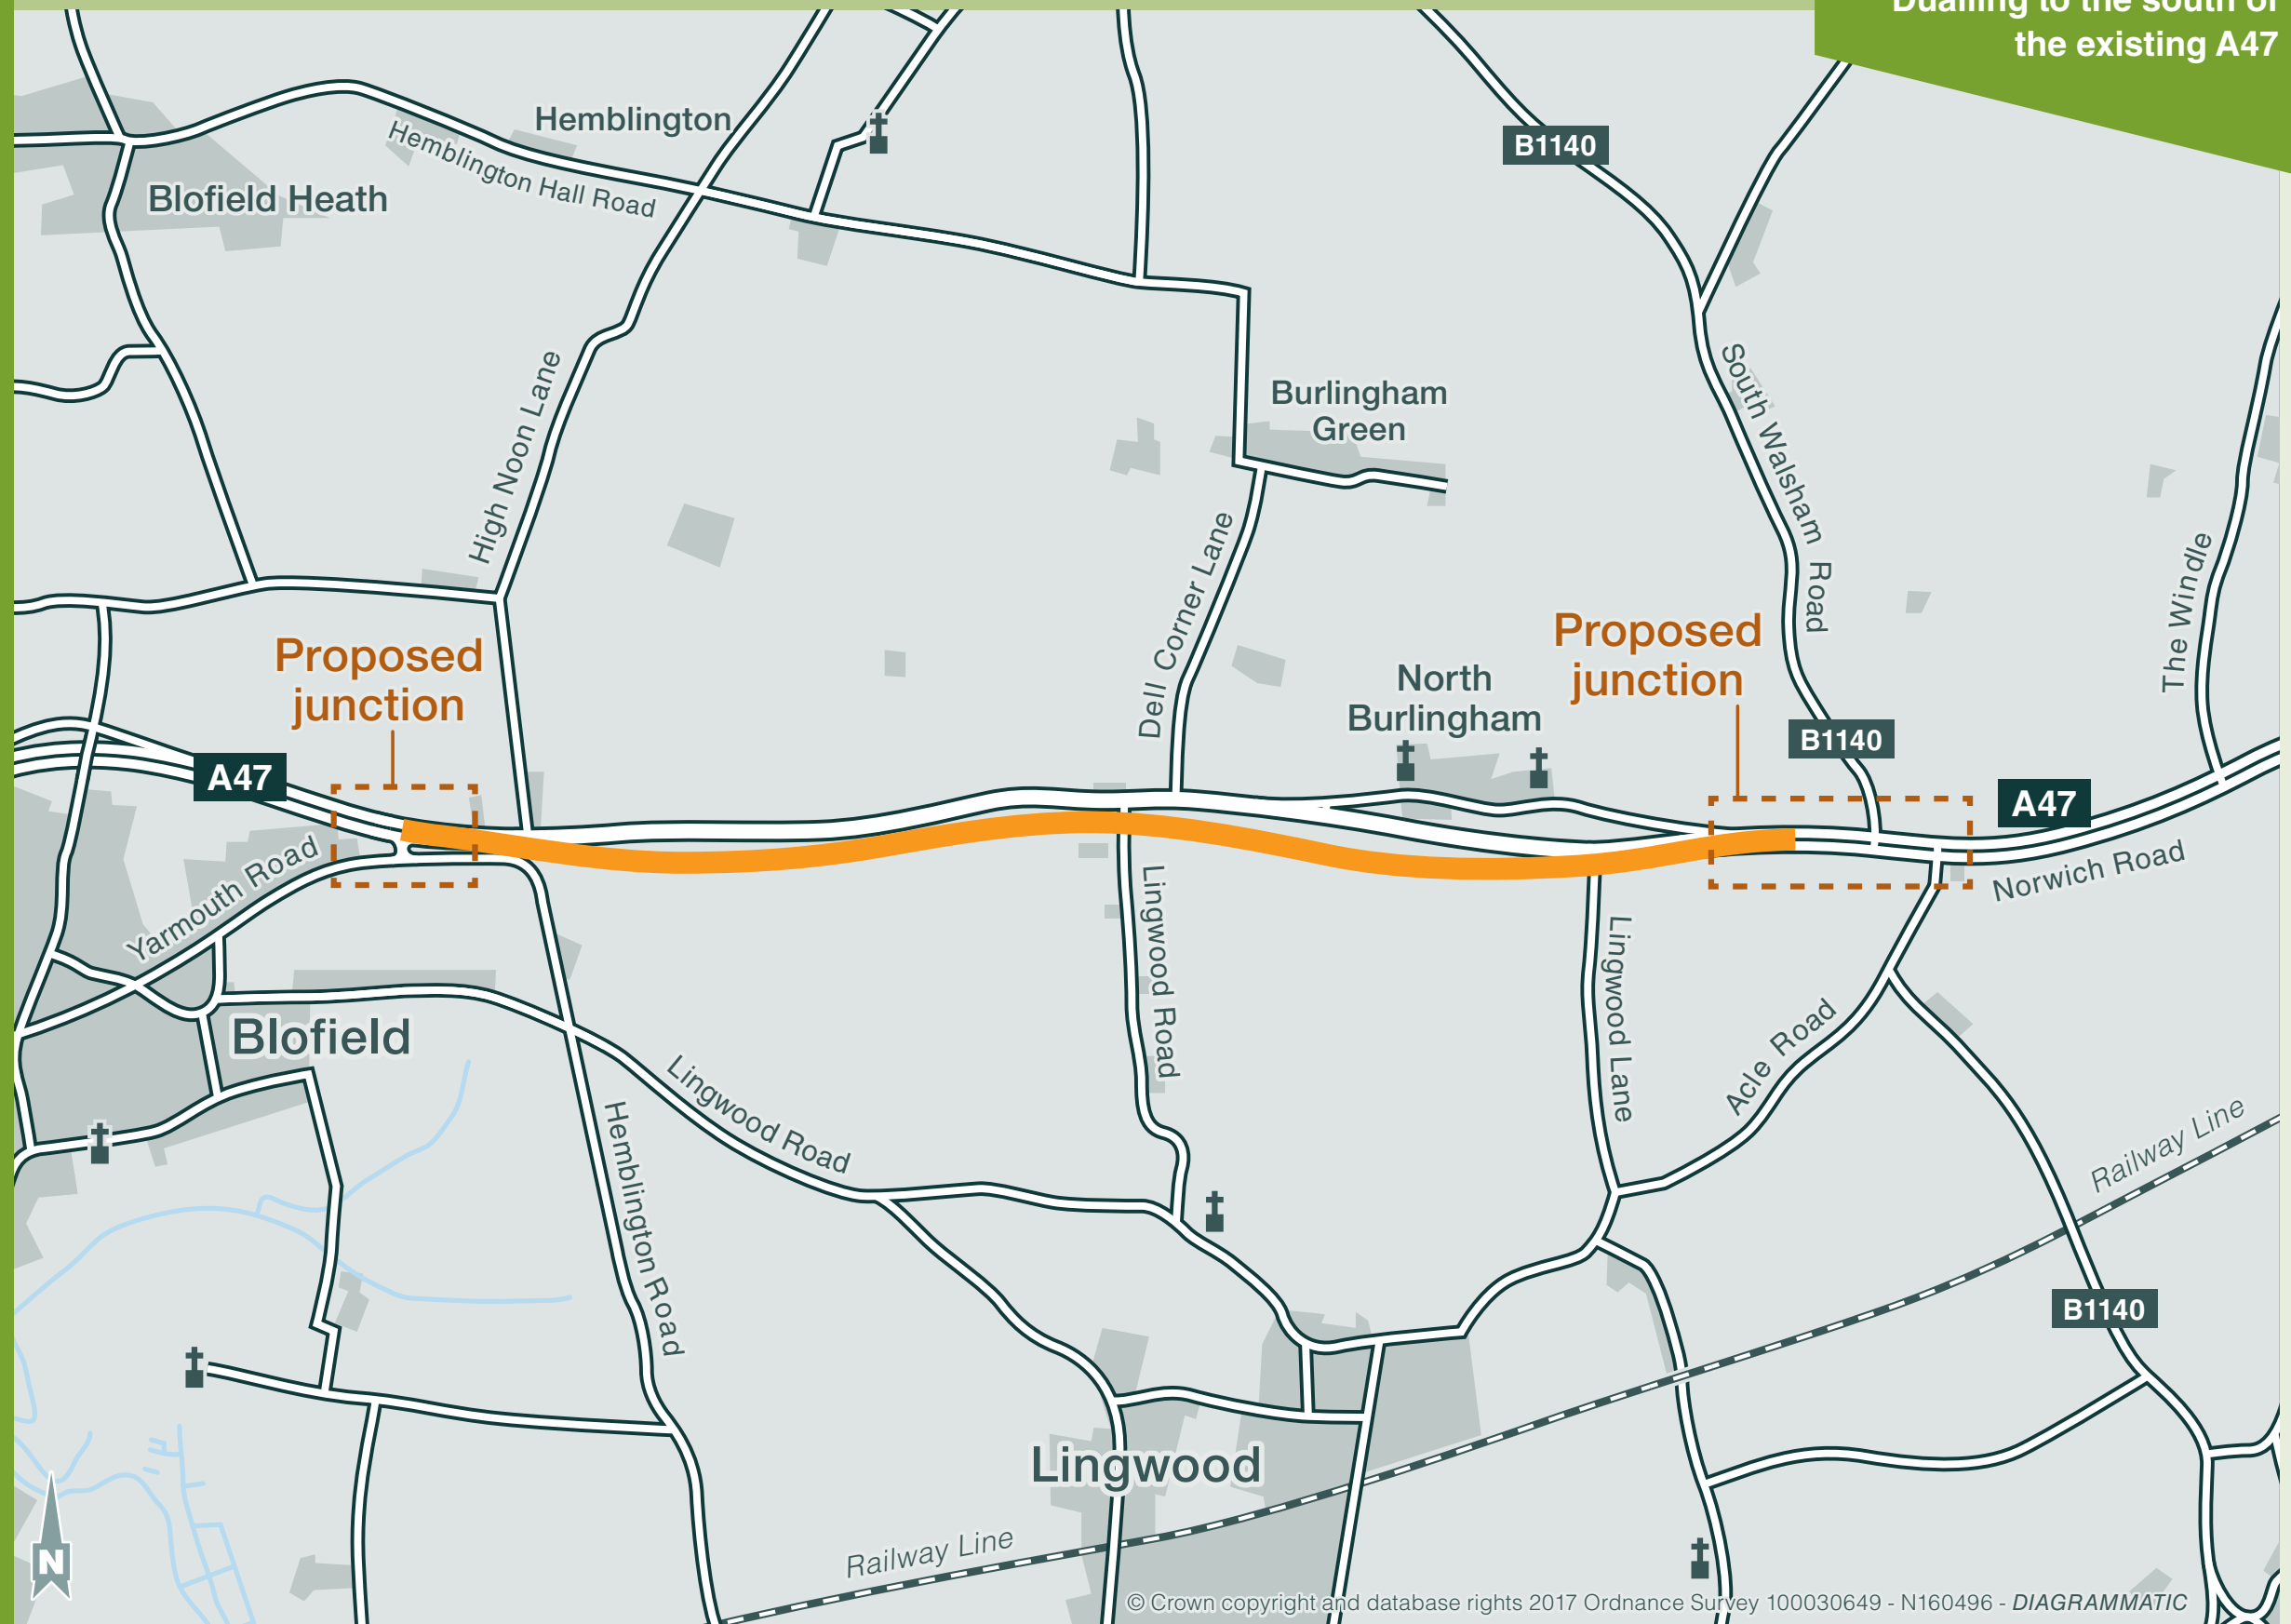 Dualling to the south of
the existing A47
Hemblington
B1140
Hemblington Hall Road
Blofield Heath
High Noon Lane
Burlingham
Green
South Walsham Road
Dell Corner Lane
The Windle
Proposed
junction
Proposed
junction
North
Burlingham
B1140
A47
A47
Yarmouth Road
Norwich Road
Lingwood Road
Lingwood Lane
Blofield
Acle Road
Lingwood Road
Hemblington Road
Railway Line
B1140
Lingwood
Railway Line
N
© Crown copyright and database rights 2017 Ordnance Survey 100030649 - N160496 - DIAGRAMMATIC